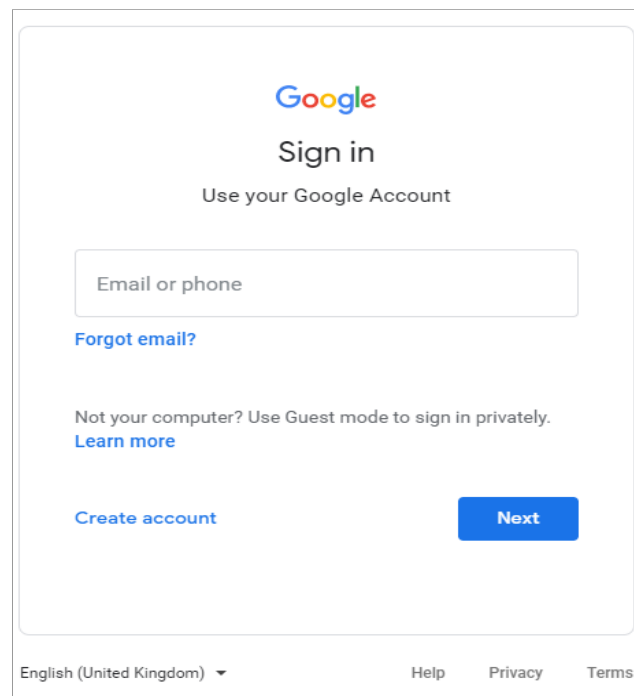 Google
Sign in
Use your Google Account
Email or phone
Forgot email?
Not your computer? Use Guest mode to sign in privately.
Learn more
Create account
Next
English (United Kingdom)
Help
Privacy
Terms